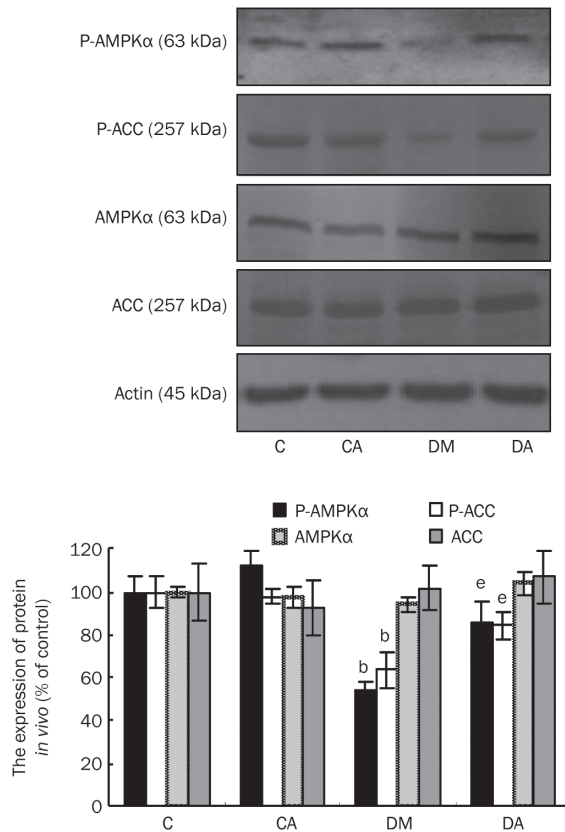 P-AMPKα (63 kDa)
P-ACC (257 kDa)
AMPKα (63 kDa)
ACC (257 kDa)
Actin (45 kDa)
C CA DM DA
P-AMPKα P-ACC
AMPKα ACC
The expression of protein
in vivo (% of control)
120
100
80
60
40
20
0
b b e e
C CA DM DA